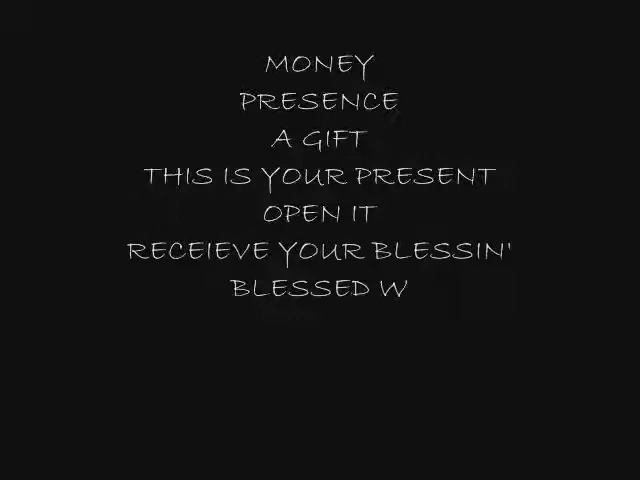 MONEY
PRESENCE
A GIFT
THIS IS YOUR PRESENT
OPEN IT
RECEIEVE YOUR BLESSIN'
BLESSED W